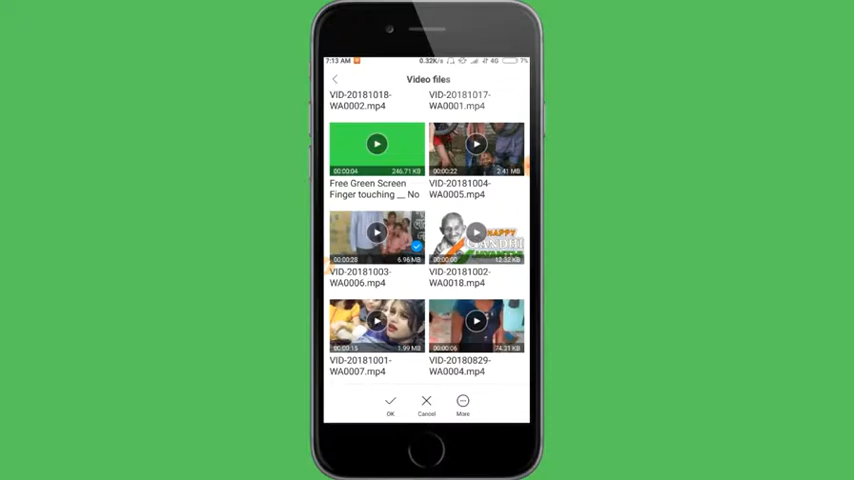 7:13 AM 0.32K/s 4G 7%
Video files
VID-20181018-
WA0002.mp4
VID-20181017-
WA0001.mp4
00:00:04 246.71 KB
Free Green Screen
Finger touching __ No
00:00:22 2.41 MB
VID-20181004-
WA0005.mp4
00:00:28 6.96 MB
VID-20181003-
WA0006.mp4
HAPPY
GANDHI
JAYANTI
00:00:00 12.32 KB
VID-20181002-
WA0018.mp4
00:00:15 1.99 MB
VID-20181001-
WA0007.mp4
00:00:06 74.31 KB
VID-20180829-
WA0004.mp4
OK Cancel More